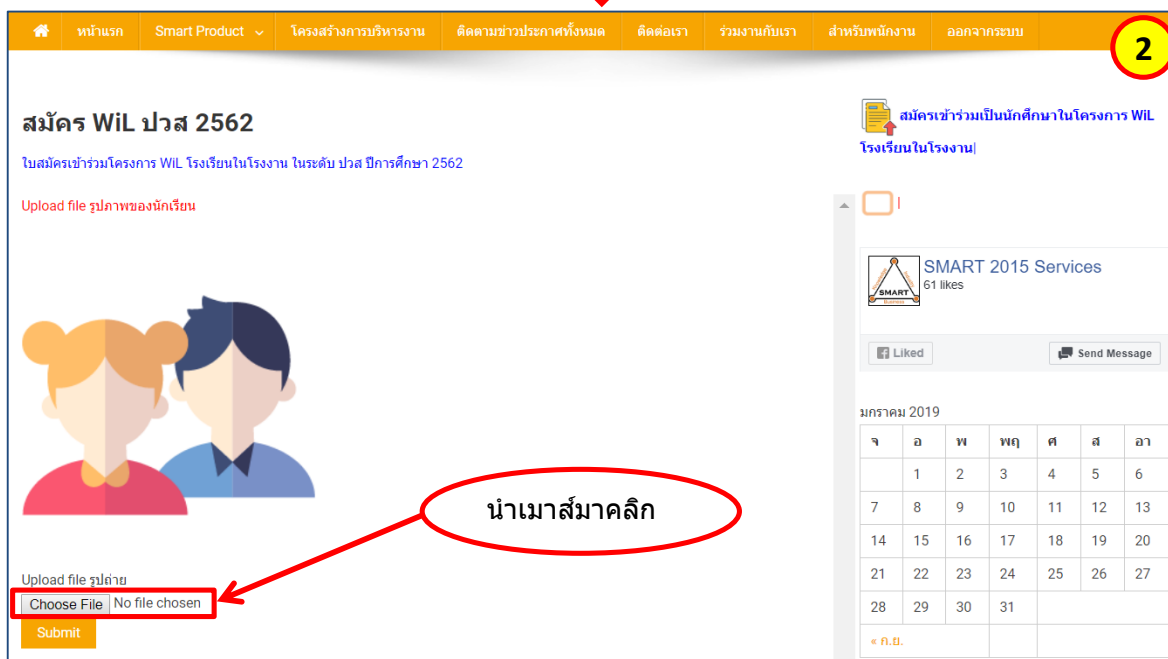 หน้าแรก Smart Product โครงสร้างการบริหารงาน ติดตามข่าวประกาศทั้งหมด ติดต่อเรา ร่วมงานกับเรา สำหรับพนักงาน ออกจากระบบ
2
สมัคร WiL ปวส 2562
ใบสมัครเข้าร่วมโครงการ WiL โรงเรียนในโรงงาน ในระดับ ปวส ปีการศึกษา 2562
Upload file รูปภาพของนักเรียน
นำเมาส์มาคลิก
Upload file รูปถ่าย
Choose File No file chosen
Submit
สมัครเข้าร่วมเป็นนักศึกษาในโครงการ WiL
โรงเรียนในโรงงาน|
SMART
SMART 2015 Services
61 likes
Liked Send Message
มกราคม 2019
จ อ พ พฤ ศ ส อา
1 2 3 4 5 6
7 8 9 10 11 12 13
14 15 16 17 18 19 20
21 22 23 24 25 26 27
28 29 30 31
« ก.ย.